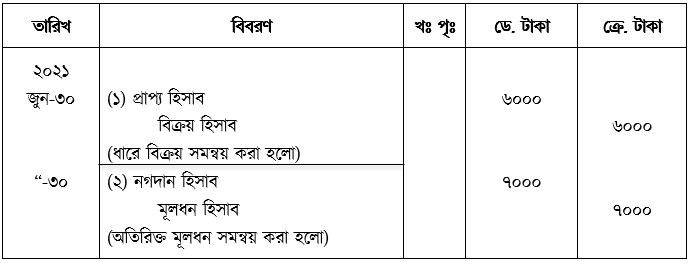 তারিখ বিবরণ খঃ পৃঃ ডে. টাকা ক্রে. টাকা
২০২১
জুন-৩০ (১) প্রাপ্য হিসাব ৬০০০
বিক্রয় হিসাব ৬০০০
(ধারে বিক্রয় সমন্বয় করা হলো)
“-৩০ (২) নগদান হিসাব ৭০০০
মূলধন হিসাব ৭০০০
(অতিরিক্ত মূলধন সমন্বয় করা হলো)